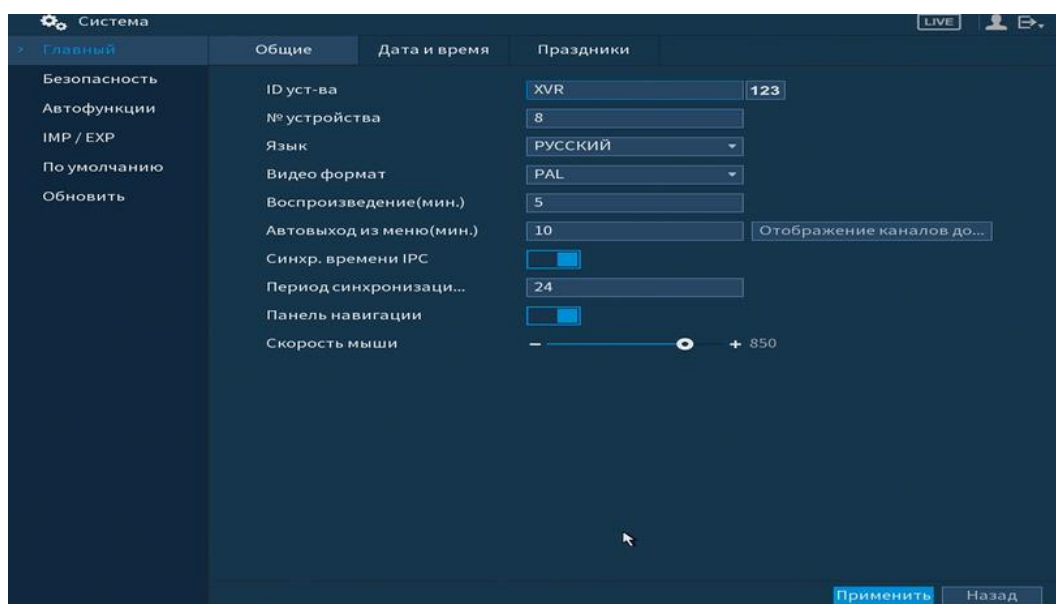 Система LIVE
Главный Общие Дата и время Праздники
Безопасность
Автофункции
IMP / EXP
По умолчанию
Обновить
ID уст-ва XVR 123
№ устройства 8
Язык РУССКИЙ
Видео формат PAL
Воспроизведение(мин.) 5
Автовыход из меню(мин.) 10 Отображение каналов до...
Синхр. времени IPC
Период синхронизаци... 24
Панель навигации
Скорость мыши − + 850
Применить Назад